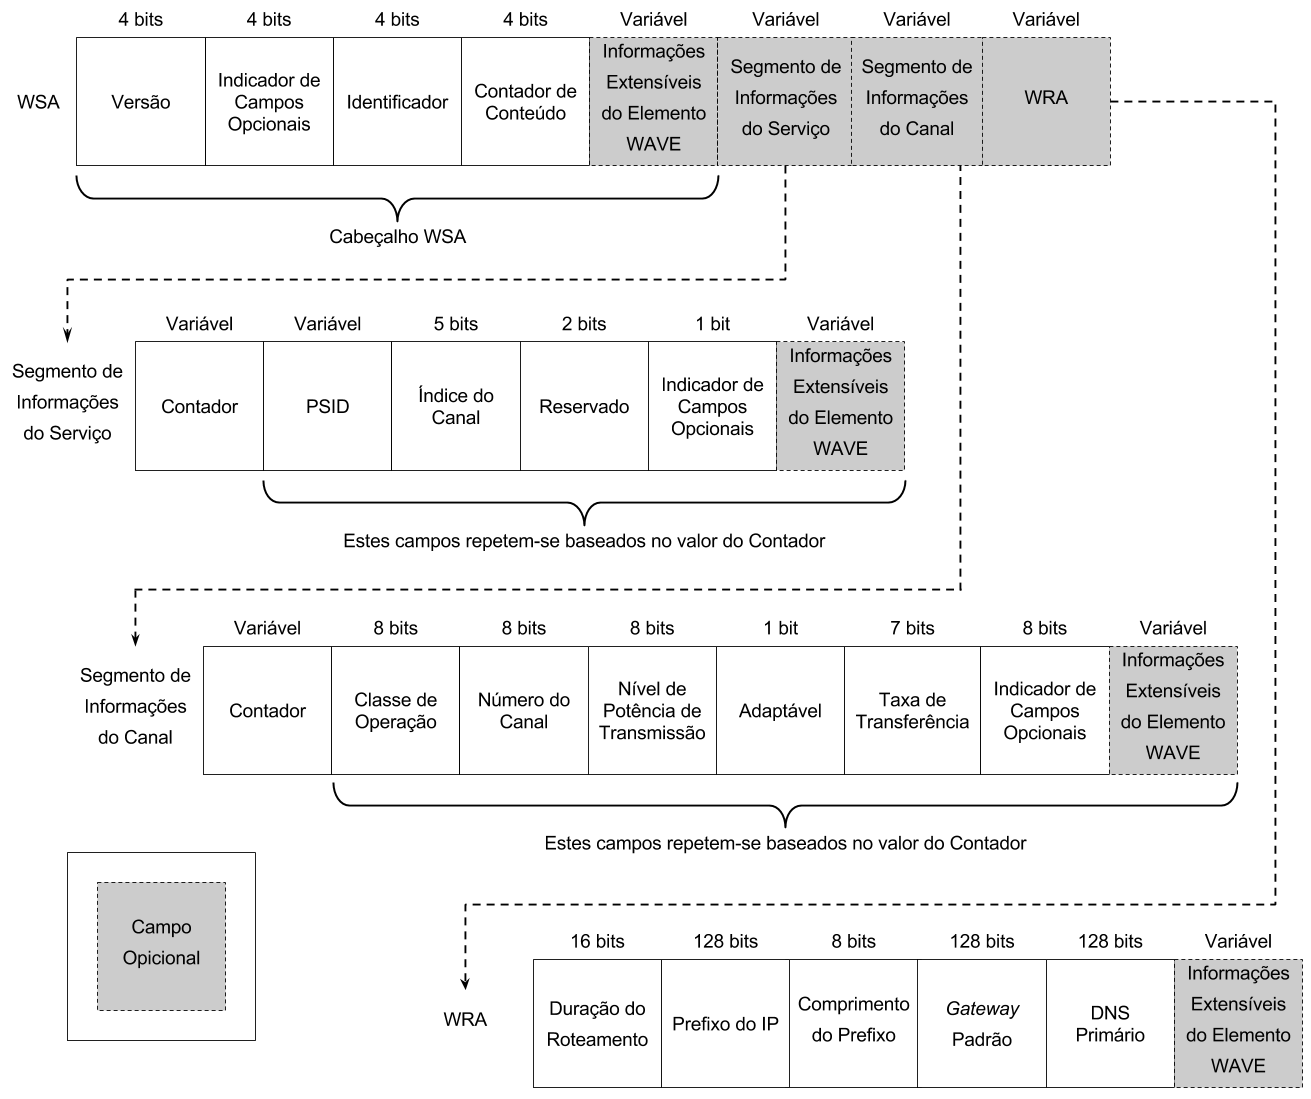 4 bits 4 bits 4 bits 4 bits Variável Variável Variável Variável
WSA
Versão
Indicador de
Campos
Opcionais
Identificador
Contador de
Conteúdo
Informações
Extensíveis
do Elemento
WAVE
Segmento de
Informações
do Serviço
Segmento de
Informações
do Canal
WRA
Cabeçalho WSA
Variável Variável 5 bits 2 bits 1 bit Variável
Segmento de
Informações
do Serviço
Contador
PSID
Índice do
Canal
Reservado
Indicador de
Campos
Opcionais
Informações
Extensíveis
do Elemento
WAVE
Estes campos repetem-se baseados no valor do Contador
Variável 8 bits 8 bits 8 bits 1 bit 7 bits 8 bits Variável
Segmento de
Informações
do Canal
Contador
Classe de
Operação
Número do
Canal
Nível de
Potência de
Transmissão
Adaptável
Taxa de
Transferência
Indicador de
Campos
Opcionais
Informações
Extensíveis
do Elemento
WAVE
Estes campos repetem-se baseados no valor do Contador
Campo
Opicional
16 bits 128 bits 8 bits 128 bits 128 bits Variável
WRA
Duração do
Roteamento
Prefixo do IP
Comprimento
do Prefixo
Gateway
Padrão
DNS
Primário
Informações
Extensíveis
do Elemento
WAVE